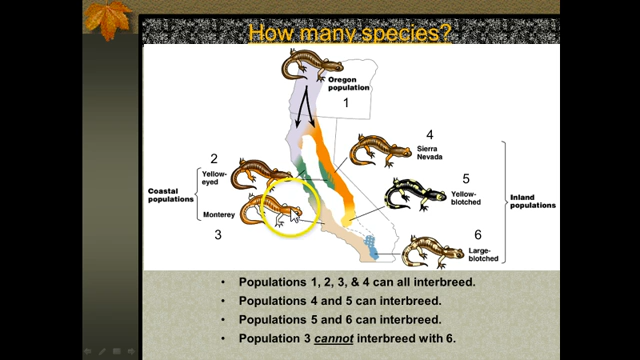 How many species?
Oregon
population
1
2
Yellow-
eyed
4
Sierra
Nevada
Coastal
populations
5
Yellow-
blotched
Inland
populations
Monterey
3
6
Large-
blotched
• Populations 1, 2, 3, & 4 can all interbreed.
• Populations 4 and 5 can interbreed.
• Populations 5 and 6 can interbreed.
• Population 3 cannot interbreed with 6.